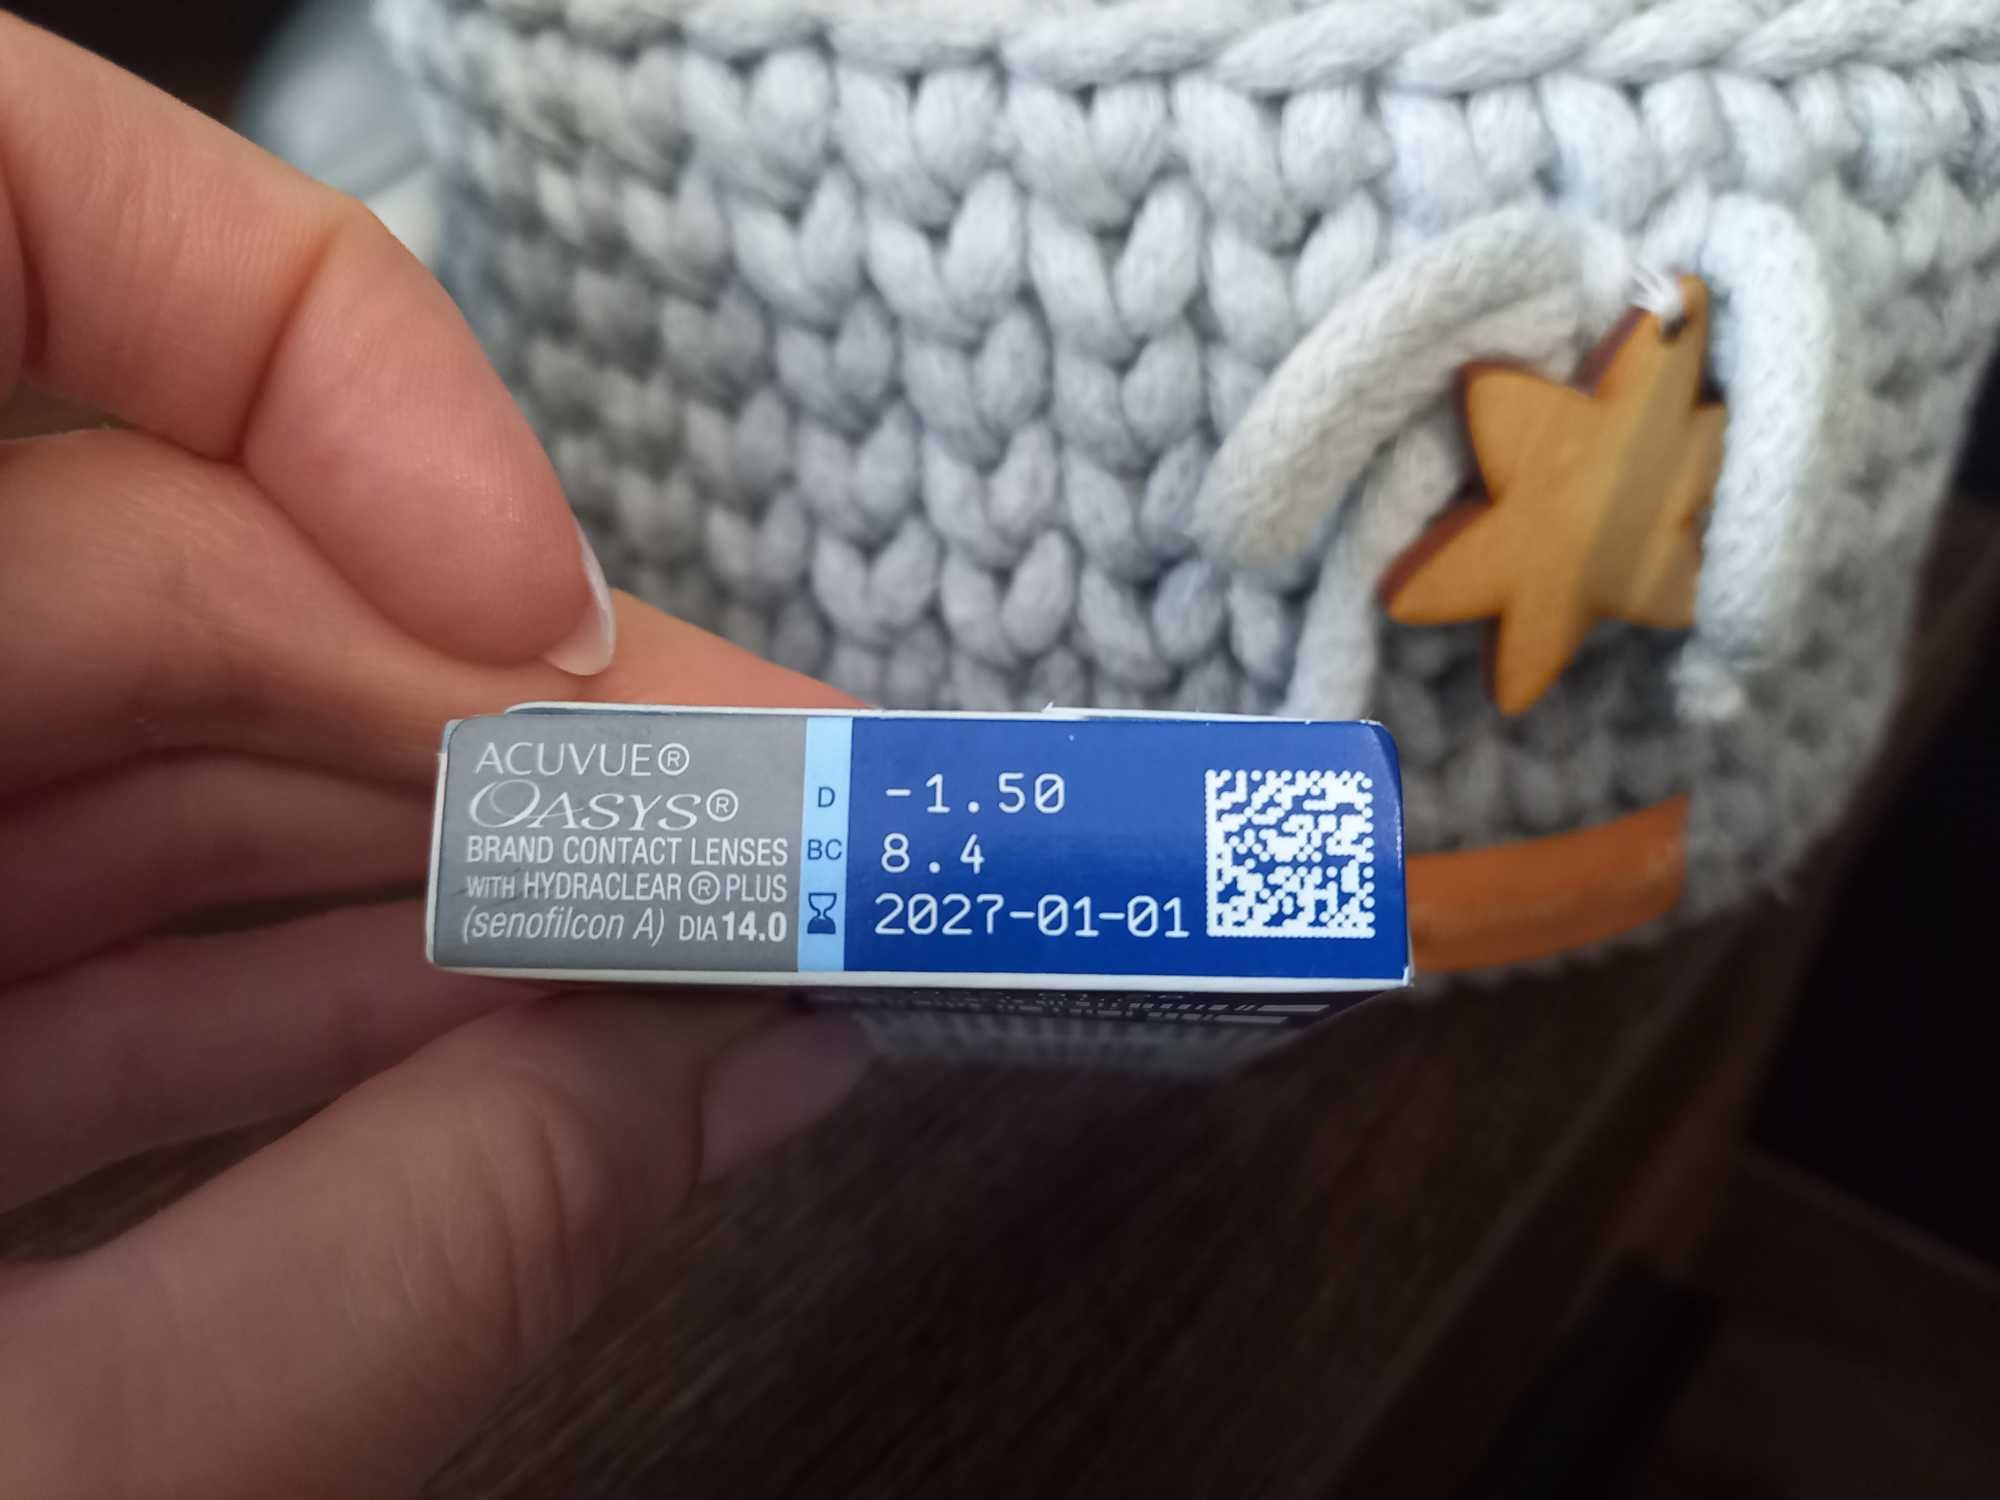 ACUVUE®
OASYS®
BRAND CONTACT LENSES
WITH HYDRACLEAR® PLUS
(senofilcon A) DIA 14.0
D -1.50
BC 8.4
2027-01-01